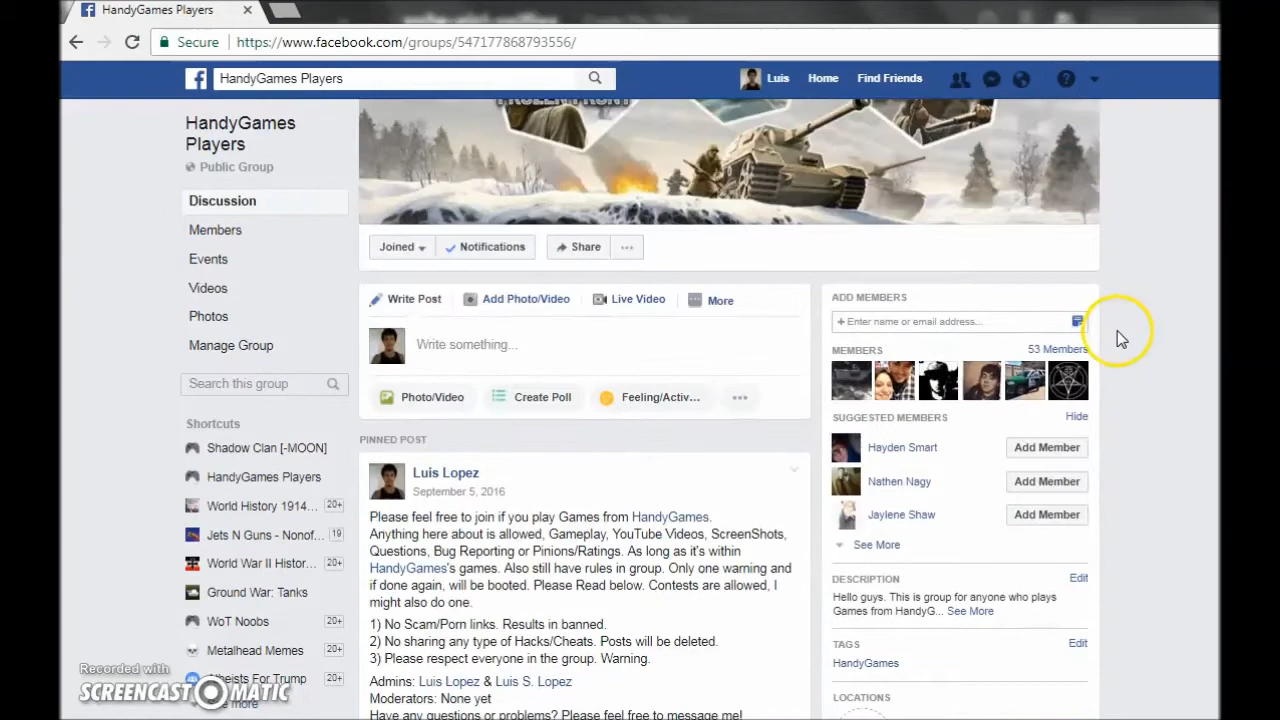 HandyGames Players
Secure
https://www.facebook.com/groups/547177868793556/
HandyGames Players
Luis
Home
Find Friends
FROZEN FRONT
HandyGames
Players
Public Group
Discussion
Members
Events
Videos
Photos
Manage Group
Search this group
Shortcuts
Shadow Clan [-MOON]
HandyGames Players
World History 1914... 20+
Jets N Guns - Nonof... 19
World War II Histor... 20+
Ground War: Tanks
WoT Noobs 20+
Metalhead Memes 20+
Atheists For Trump 20+
Joined
Notifications
Share
Write Post
Add Photo/Video
Live Video
More
Write something...
Photo/Video
Create Poll
Feeling/Activ...
PINNED POST
Luis Lopez
September 5, 2016
Please feel free to join if you play Games from HandyGames.
Anything here about is allowed, Gameplay, YouTube Videos, ScreenShots,
Questions, Bug Reporting or Pinions/Ratings. As long as it's within
HandyGames's games. Also still have rules in group. Only one warning and
if done again, will be booted. Please Read below. Contests are allowed, I
might also do one.
1) No Scam/Porn links. Results in banned.
2) No sharing any type of Hacks/Cheats. Posts will be deleted.
3) Please respect everyone in the group. Warning.
Admins: Luis Lopez & Luis S. Lopez
Moderators: None yet
Have any questions or problems? Please feel free to message me!
ADD MEMBERS
+ Enter name or email address...
MEMBERS
53 Members
SUGGESTED MEMBERS
Hide
Hayden Smart
Add Member
Nathen Nagy
Add Member
Jaylene Shaw
Add Member
See More
DESCRIPTION
Edit
Hello guys. This is group for anyone who plays
Games from HandyG... See More
TAGS
Edit
HandyGames
LOCATIONS
Recorded with
SCREENCAST-O-MATIC